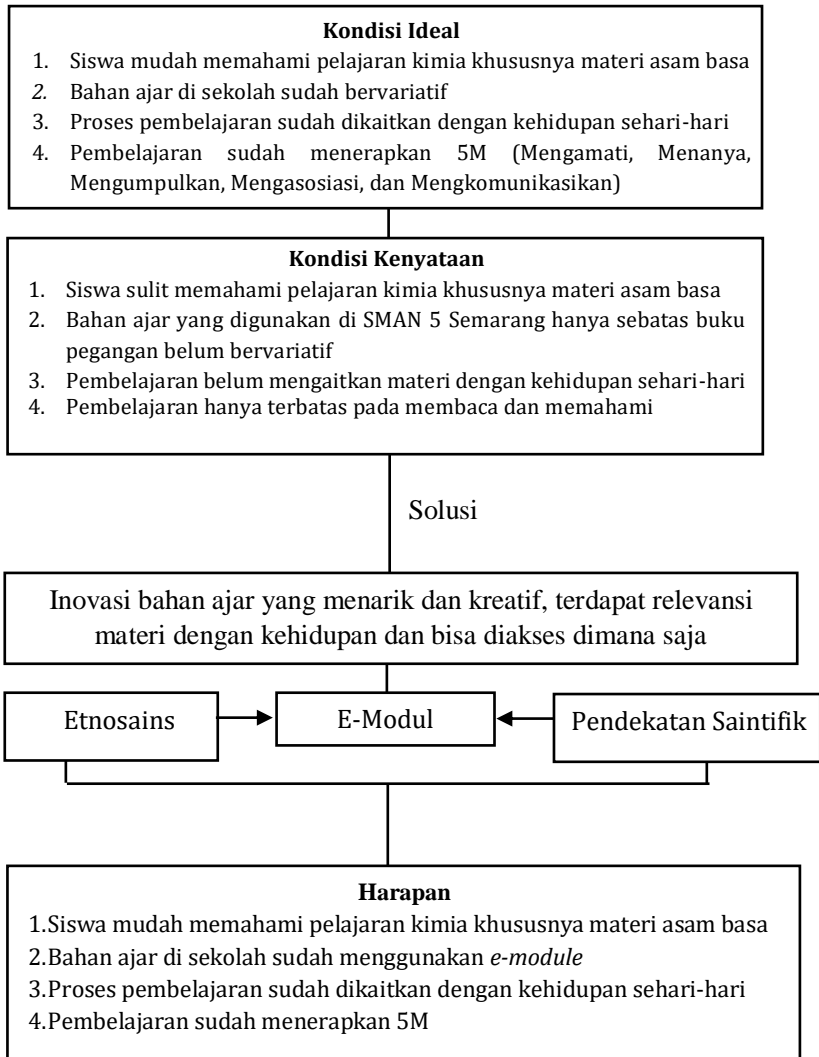 Kondisi Ideal
1. Siswa mudah memahami pelajaran kimia khususnya materi asam basa
2. Bahan ajar di sekolah sudah bervariatif
3. Proses pembelajaran sudah dikaitkan dengan kehidupan sehari-hari
4. Pembelajaran sudah menerapkan 5M (Mengamati, Menanya,
Mengumpulkan, Mengasosiasi, dan Mengkomunikasikan)
Kondisi Kenyataan
1. Siswa sulit memahami pelajaran kimia khususnya materi asam basa
2. Bahan ajar yang digunakan di SMAN 5 Semarang hanya sebatas buku
pegangan belum bervariatif
3. Pembelajaran belum mengaitkan materi dengan kehidupan sehari-hari
4. Pembelajaran hanya terbatas pada membaca dan memahami
Solusi
Inovasi bahan ajar yang menarik dan kreatif, terdapat relevansi
materi dengan kehidupan dan bisa diakses dimana saja
Etnosains
E-Modul
Pendekatan Saintifik
Harapan
1.Siswa mudah memahami pelajaran kimia khususnya materi asam basa
2.Bahan ajar di sekolah sudah menggunakan e-module
3.Proses pembelajaran sudah dikaitkan dengan kehidupan sehari-hari
4.Pembelajaran sudah menerapkan 5M